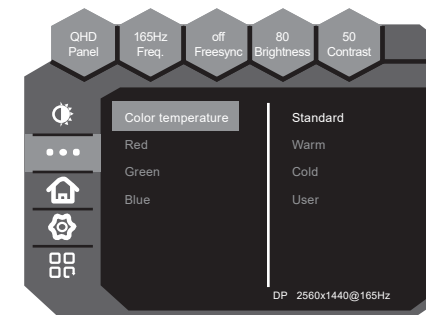 QHD
Panel
165Hz
Freq.
off
Freesync
80
Brightness
50
Contrast
Color temperature
Red
Green
Blue
Standard
Warm
Cold
User
DP 2560x1440@165Hz